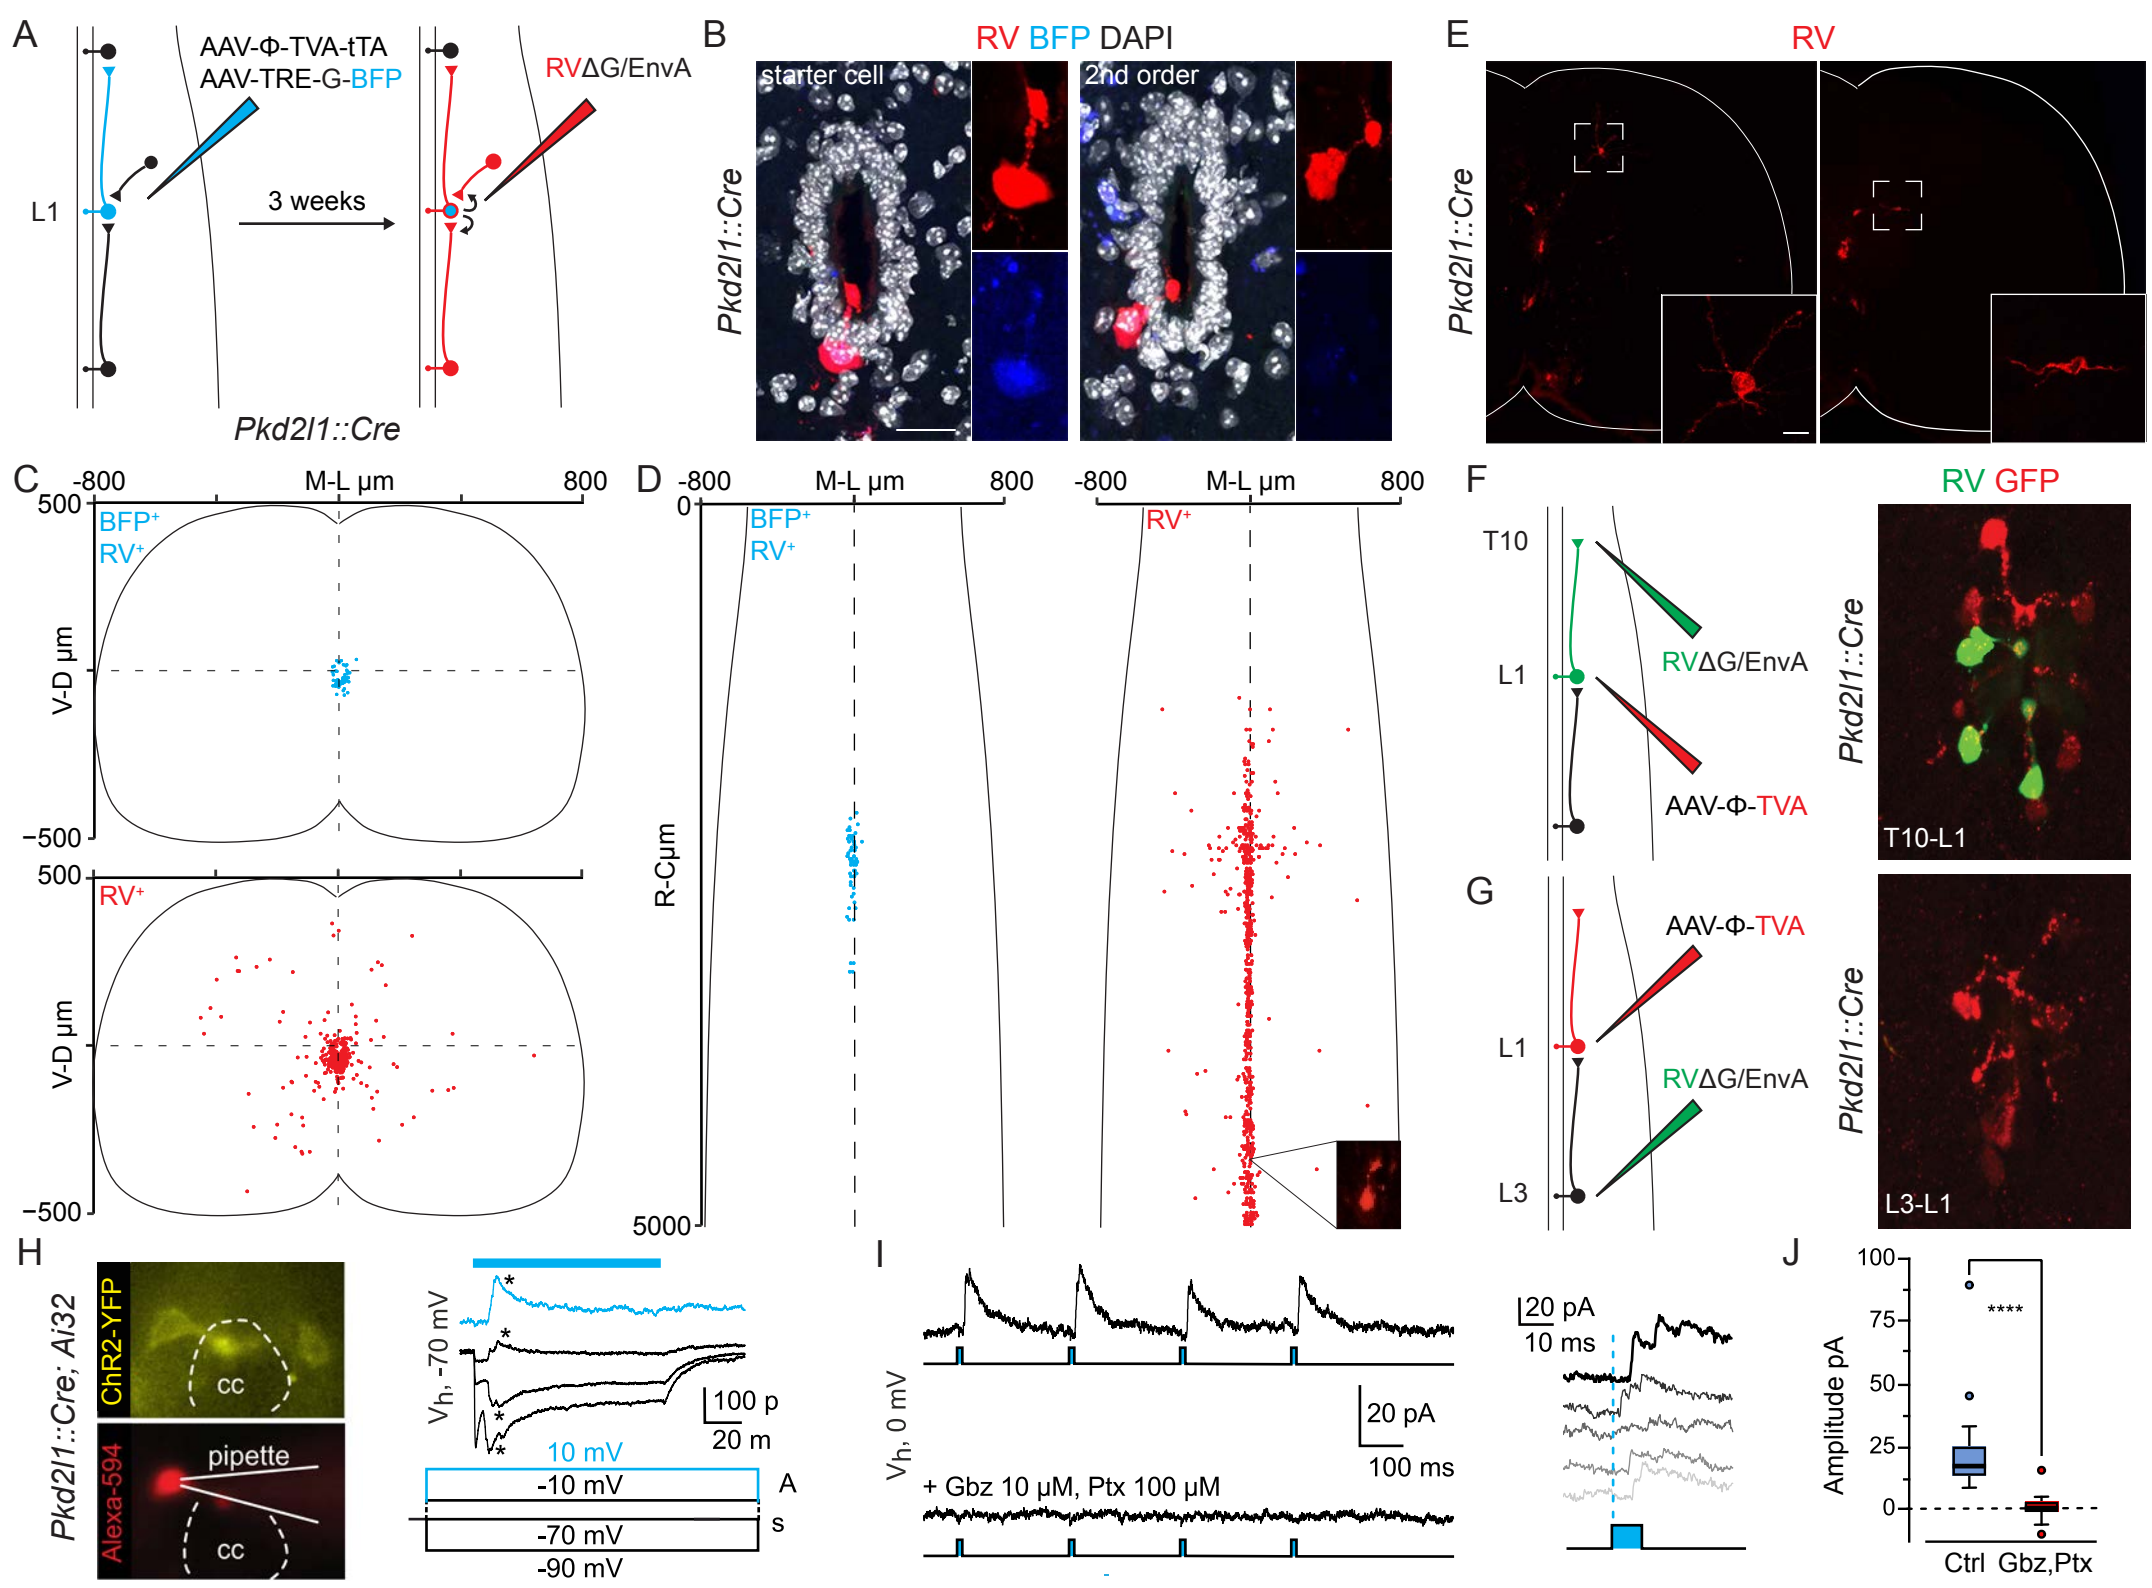 A
AAV-Φ-TVA-tTA
AAV-TRE-G-BFP
RVΔG/EnvA
L1
3 weeks
Pkd2l1::Cre
B
RV BFP DAPI
starter cell
2nd order
Pkd2l1::Cre
E
RV
Pkd2l1::Cre
C
-800
M-L µm
800
500
BFP+
RV+
V-D µm
−500
500
RV+
V-D µm
−500
D
-800
M-L µm
800
-800
M-L µm
800
0
BFP+
RV+
RV+
R-Cµm
5000
F
RV GFP
T10
RVΔG/EnvA
L1
AAV-Φ-TVA
Pkd2l1::Cre
T10-L1
G
AAV-Φ-TVA
L1
RVΔG/EnvA
L3
Pkd2l1::Cre
L3-L1
H
Pkd2l1::Cre; Ai32
ChR2-YFP
cc
Alexa-594
pipette
cc
Vh, -70 mV
*
*
*
*
100 p
20 m
10 mV
-10 mV
A
s
-70 mV
-90 mV
I
Vh, 0 mV
20 pA
100 ms
+ Gbz 10 µM, Ptx 100 µM
20 pA
10 ms
J
100
75
50
25
0
Amplitude pA
****
Ctrl
Gbz,Ptx